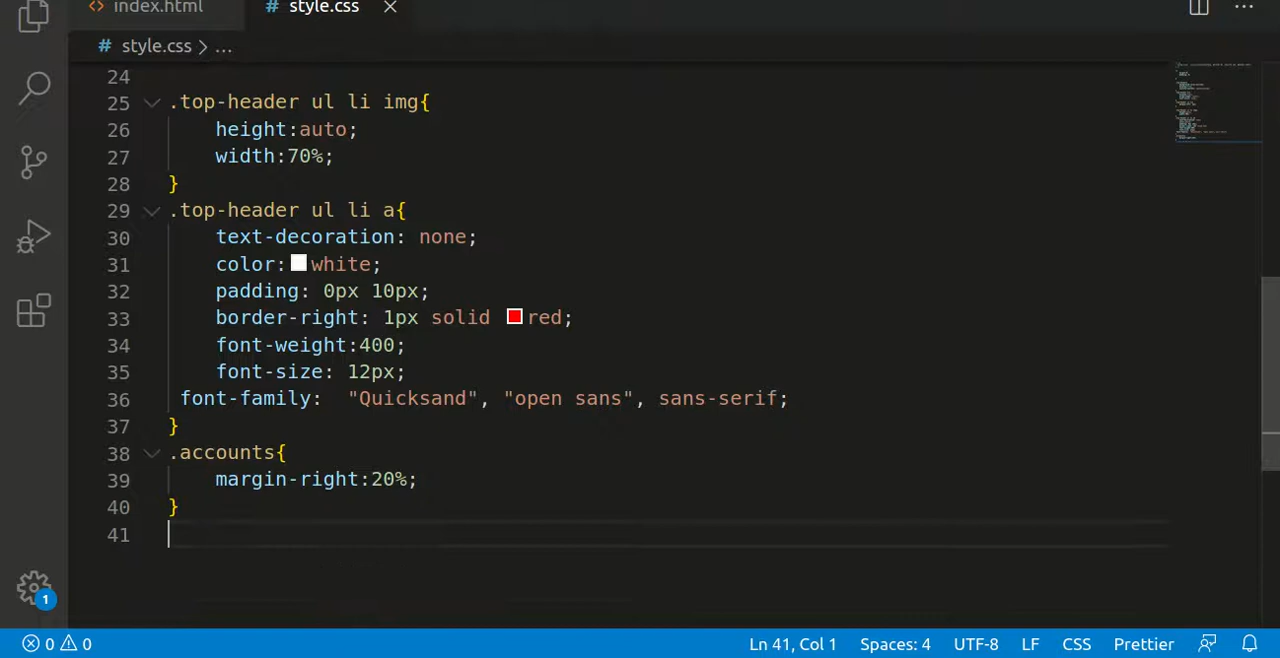 index.html
# style.css
# style.css > ...
24
25 .top-header ul li img{
26 height:auto;
27 width:70%;
28 }
29 .top-header ul li a{
30 text-decoration: none;
31 color: white;
32 padding: 0px 10px;
33 border-right: 1px solid red;
34 font-weight:400;
35 font-size: 12px;
36 font-family:  "Quicksand", "open sans", sans-serif;
37 }
38 .accounts{
39 margin-right:20%;
40 }
41
1
0 0 Ln 41, Col 1 Spaces: 4 UTF-8 LF CSS Prettier